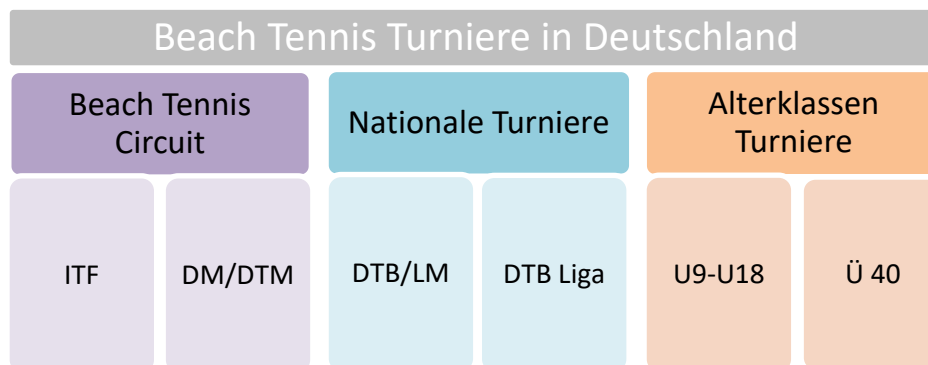 Beach Tennis Turniere in Deutschland
Beach Tennis
Circuit
Nationale Turniere
Alterklassen
Turniere
ITF
DM/DTM
DTB/LM
DTB Liga
U9-U18
Ü 40